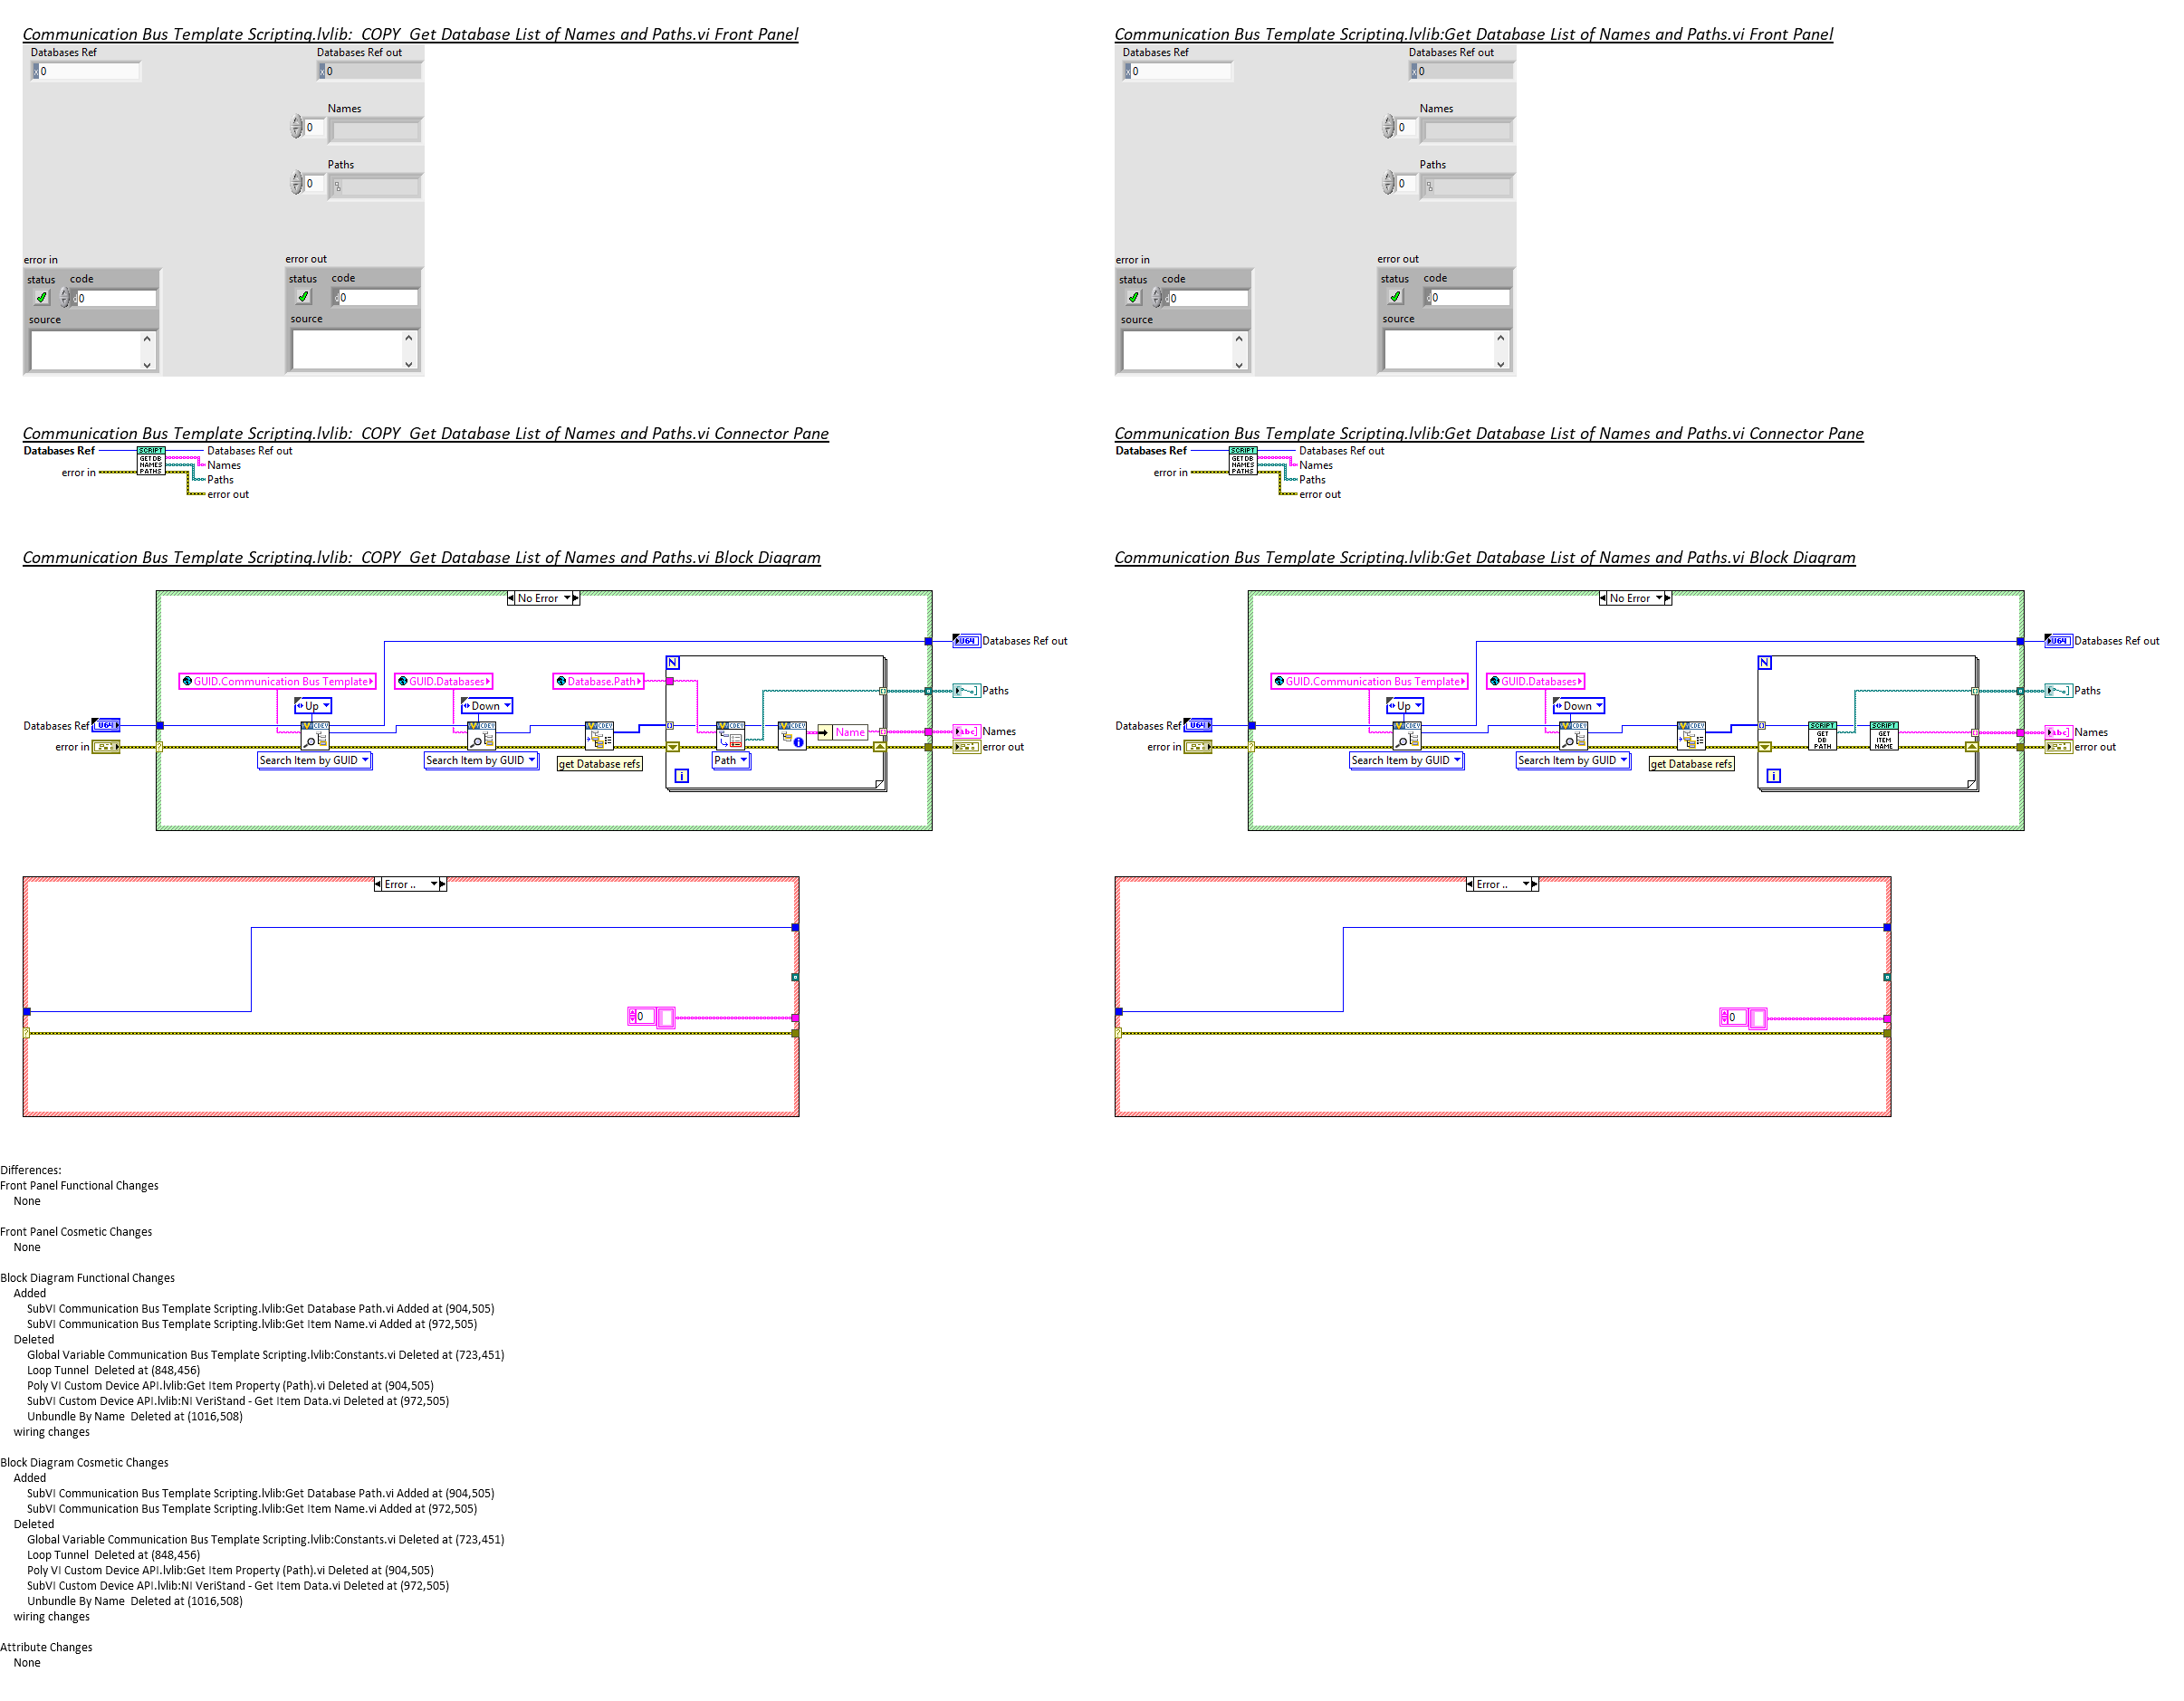 Communication Bus Template Scripting.lvlib:  COPY  Get Database List of Names and Paths.vi Front Panel
Databases Ref
Databases Ref out
x 0
x 0
Names
0
Paths
0
error in
error out
status
code
status
code
d 0
d 0
source
source
Communication Bus Template Scripting.lvlib:Get Database List of Names and Paths.vi Front Panel
Databases Ref
Databases Ref out
x 0
x 0
Names
0
Paths
0
error in
error out
status
code
status
code
d 0
d 0
source
source
Communication Bus Template Scripting.lvlib:  COPY  Get Database List of Names and Paths.vi Connector Pane
Databases Ref
SCRIPT
GET DB
NAMES
PATHS
Databases Ref out
Names
error in
Paths
error out
Communication Bus Template Scripting.lvlib:Get Database List of Names and Paths.vi Connector Pane
Databases Ref
SCRIPT
GET DB
NAMES
PATHS
Databases Ref out
Names
error in
Paths
error out
Communication Bus Template Scripting.lvlib:  COPY  Get Database List of Names and Paths.vi Block Diagram
No Error
U64
Databases Ref out
N
GUID.Communication Bus Template
GUID.Databases
Database.Path
Paths
Up
Down
Databases Ref
U64
CDEV
CDEV
CDEV
CDEV
CDEV
Name
abc
Names
error in
error out
Search Item by GUID
Search Item by GUID
get Database refs
Path
i
Error ..
0
Communication Bus Template Scripting.lvlib:Get Database List of Names and Paths.vi Block Diagram
No Error
U64
Databases Ref out
N
GUID.Communication Bus Template
GUID.Databases
Paths
Up
Down
Databases Ref
U64
CDEV
CDEV
CDEV
SCRIPT
GET
DB
PATH
SCRIPT
GET
ITEM
NAME
abc
Names
error in
error out
Search Item by GUID
Search Item by GUID
get Database refs
i
Error ..
0
Differences:
Front Panel Functional Changes
None
Front Panel Cosmetic Changes
None
Block Diagram Functional Changes
Added
SubVI Communication Bus Template Scripting.lvlib:Get Database Path.vi Added at (904,505)
SubVI Communication Bus Template Scripting.lvlib:Get Item Name.vi Added at (972,505)
Deleted
Global Variable Communication Bus Template Scripting.lvlib:Constants.vi Deleted at (723,451)
Loop Tunnel  Deleted at (848,456)
Poly VI Custom Device API.lvlib:Get Item Property (Path).vi Deleted at (904,505)
SubVI Custom Device API.lvlib:NI VeriStand - Get Item Data.vi Deleted at (972,505)
Unbundle By Name  Deleted at (1016,508)
wiring changes
Block Diagram Cosmetic Changes
Added
SubVI Communication Bus Template Scripting.lvlib:Get Database Path.vi Added at (904,505)
SubVI Communication Bus Template Scripting.lvlib:Get Item Name.vi Added at (972,505)
Deleted
Global Variable Communication Bus Template Scripting.lvlib:Constants.vi Deleted at (723,451)
Loop Tunnel  Deleted at (848,456)
Poly VI Custom Device API.lvlib:Get Item Property (Path).vi Deleted at (904,505)
SubVI Custom Device API.lvlib:NI VeriStand - Get Item Data.vi Deleted at (972,505)
Unbundle By Name  Deleted at (1016,508)
wiring changes
Attribute Changes
None